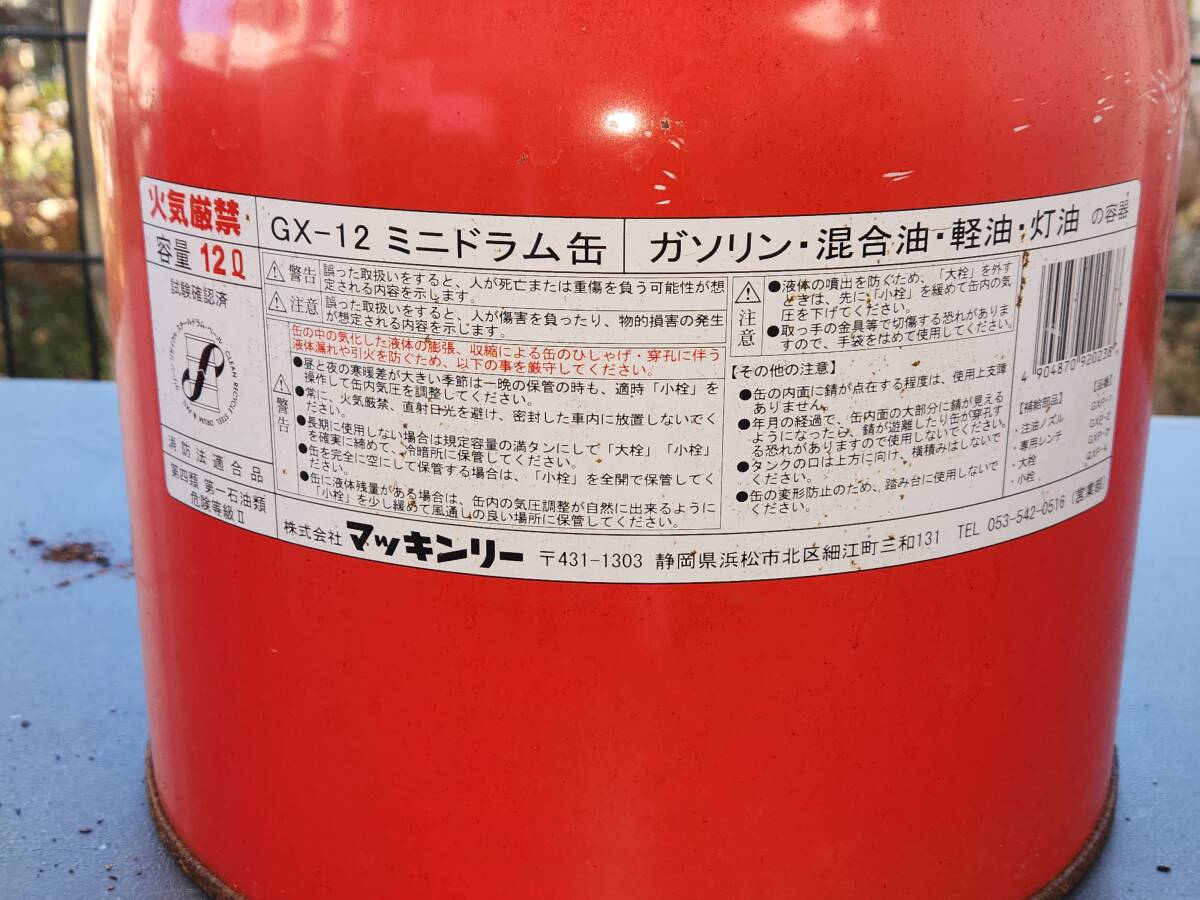 火気厳禁
容量 12ℓ
試験確認済
CLEAN RECYCLE STEEL
消防法適合品
第四類 第一石油類
危険等級Ⅱ
GX-12 ミニドラム缶
ガソリン・混合油・軽油・灯油 の容器
警告 誤った取扱いをすると、人が死亡または重傷を負う可能性が想
定される内容を示します。
注意 誤った取扱いをすると、人が傷害を負ったり、物的損害の発生
が想定される内容を示します。
缶の中の気化した液体の膨張、収縮による缶のひしゃげ・穿孔に伴う
液体漏れや引火を防ぐため、以下の事を厳守してください。
警告
●昼と夜の寒暖差が大きい季節は一晩の保管の時も、適時「小栓」を
操作して缶内気圧を調整してください。
●常に、火気厳禁、直射日光を避け、密封した車内に放置しないでく
ださい。
●長期に使用しない場合は規定容量の満タンにして「大栓」「小栓」
を確実に締めて、冷暗所に保管してください。
●缶を完全に空にして保管する場合は、「小栓」を全開で保管してく
ださい。
●缶に液体残量がある場合は、缶内の気圧調整が自然に出来るように
「小栓」を少し緩めて風通しの良い場所に保管してください。
注意
●液体の噴出を防ぐため、「大栓」を外す
ときは、先に「小栓」を緩めて缶内の気
圧を下げてください。
●取っ手の金具等で切傷する恐れがありま
すので、手袋をはめて使用してください。
【その他の注意】
●缶の内面に錆が点在する程度は、使用上支障
ありません。
●年月の経過で、缶内面の大部分に錆が見える
ようになったら、錆が遊離したり缶が穿孔す
る恐れがありますので使用しないでください。
●タンクの口は上方に向け、横積みはしないで
ください。
●缶の変形防止のため、踏み台に使用しないで
ください。
4 904870 920238
【補給部品】 【品番】
・注油ノズル GXP-1
・専用レンチ GXP-2
・大栓
・小栓 GXP-4
株式会社 マッキンリー 〒431-1303 静岡県浜松市北区細江町三和131 TEL 053-542-0516 (営業部)